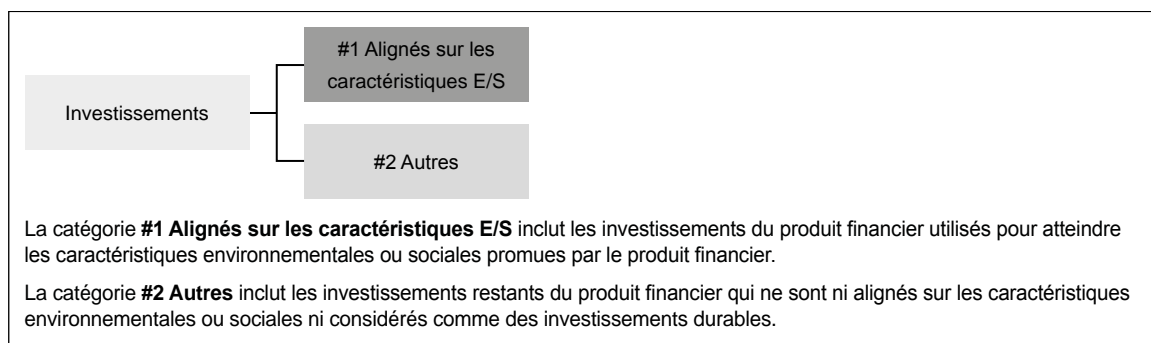 #1 Alignés sur les
caractéristiques E/S
Investissements
#2 Autres
La catégorie #1 Alignés sur les caractéristiques E/S inclut les investissements du produit financier utilisés pour atteindre
les caractéristiques environnementales ou sociales promues par le produit financier.
La catégorie #2 Autres inclut les investissements restants du produit financier qui ne sont ni alignés sur les caractéristiques
environnementales ou sociales ni considérés comme des investissements durables.